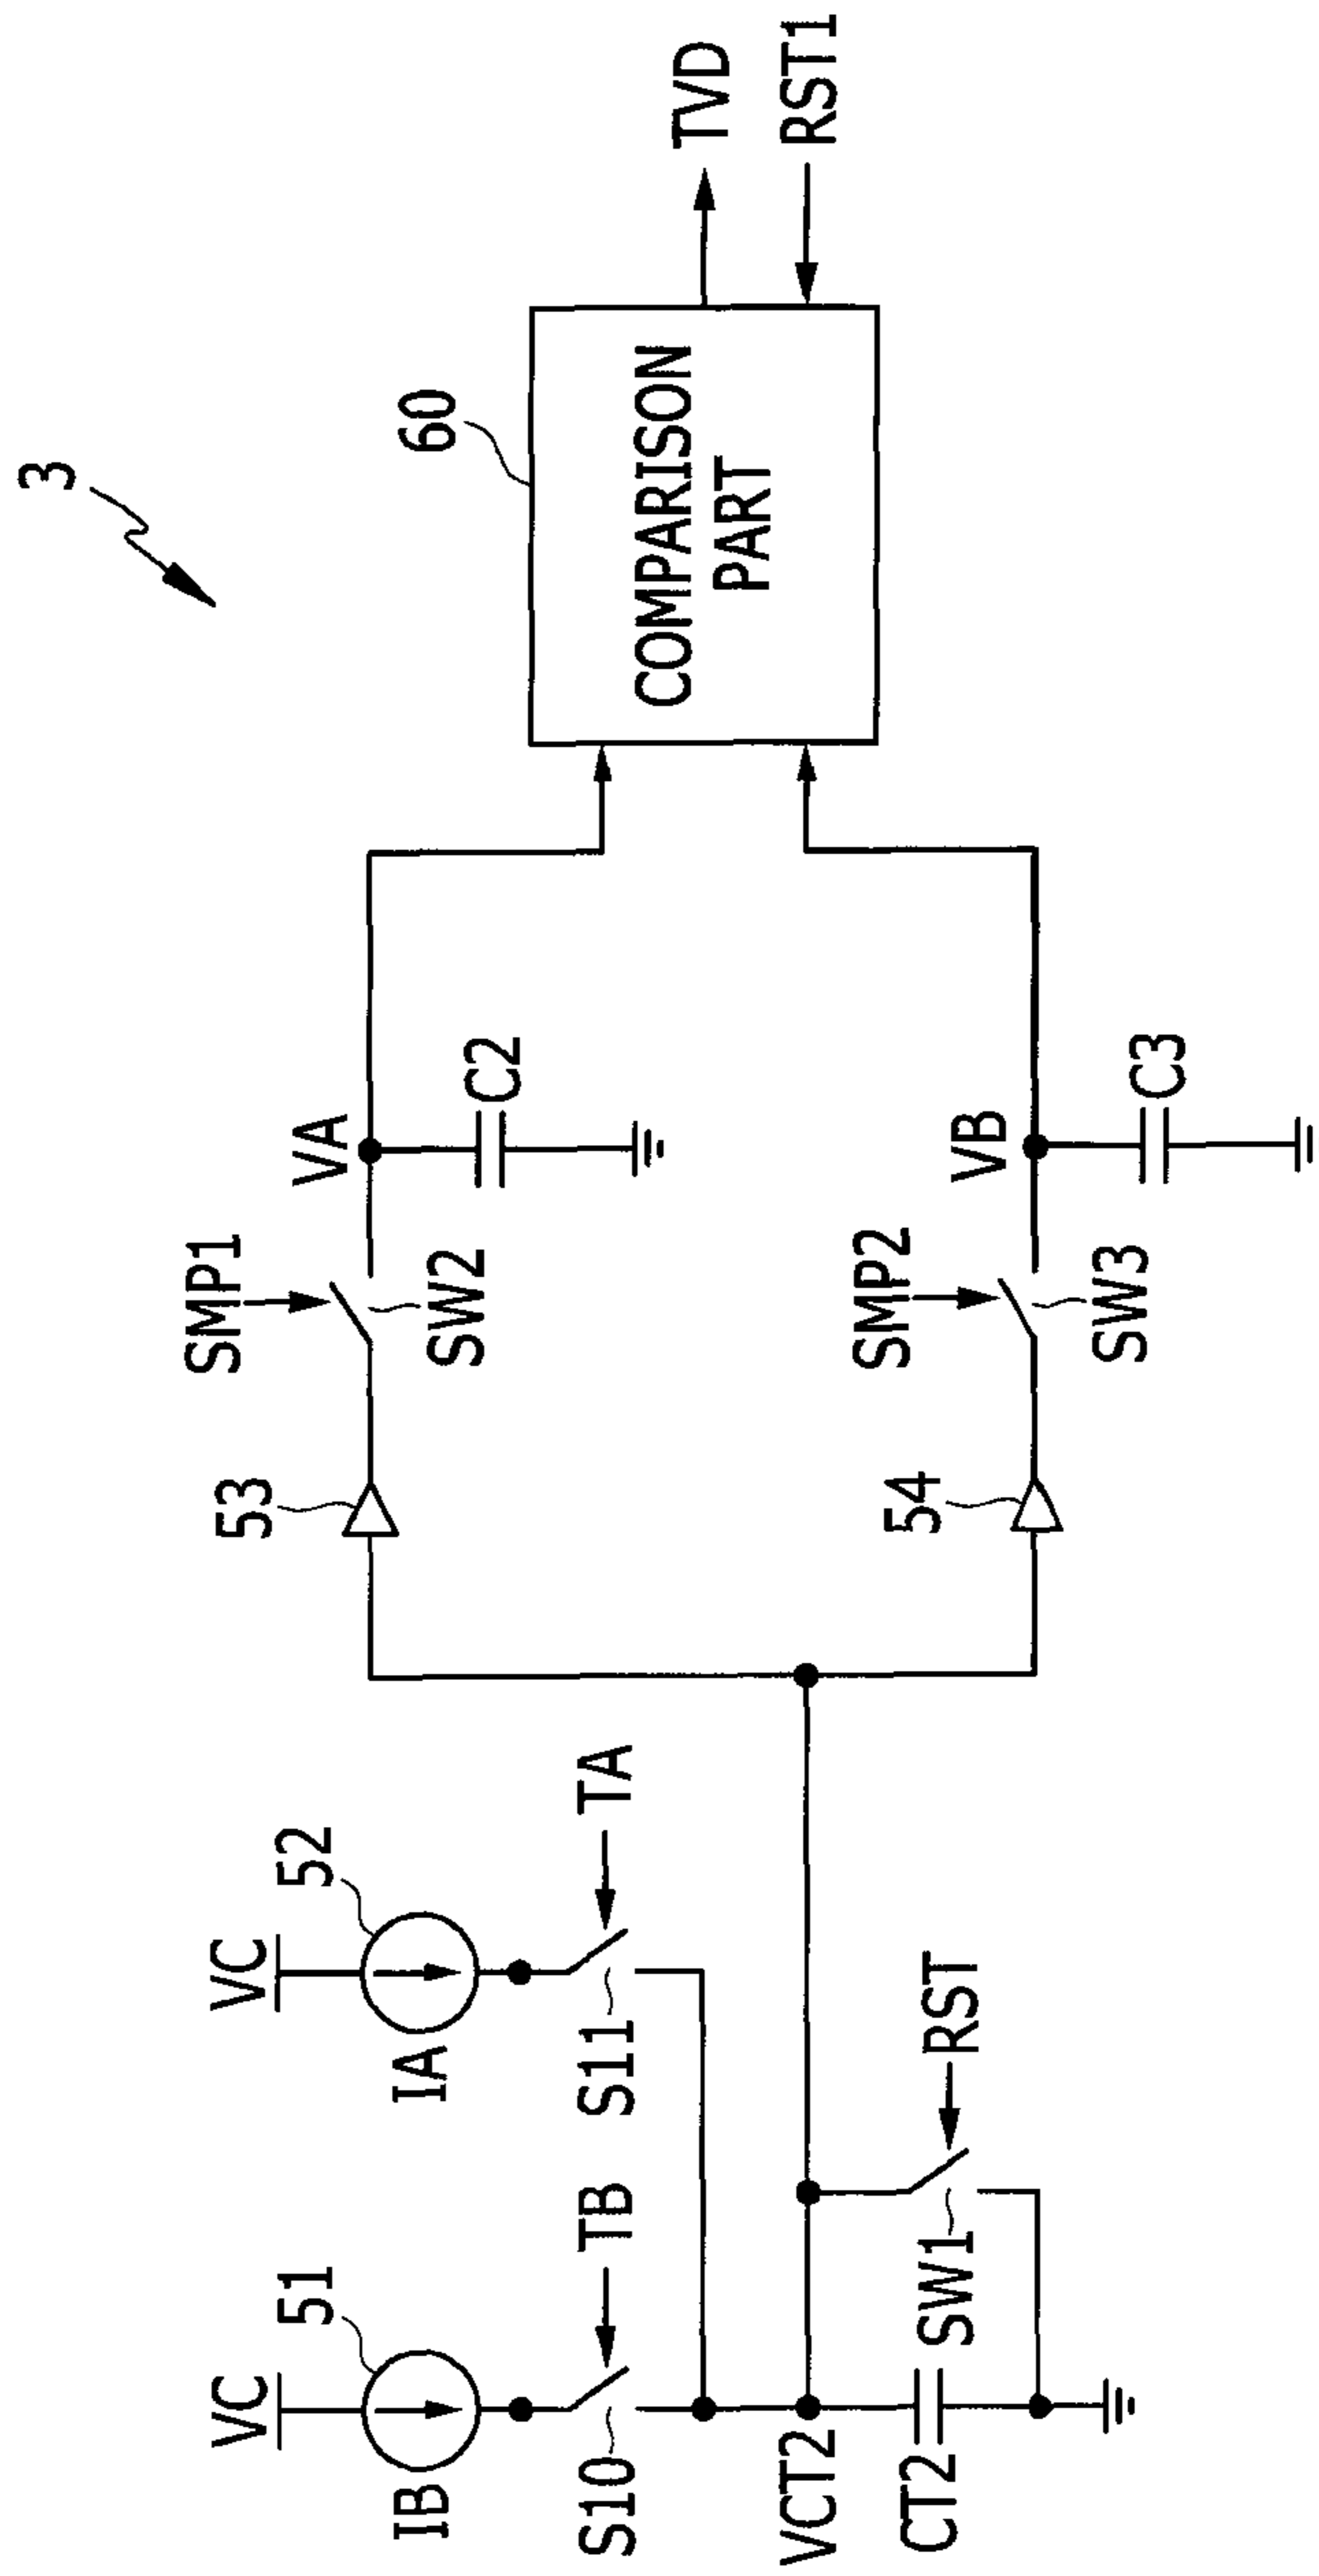 3
VC
51
IB
TB
S10
VC
52
IA
TA
S11
VCT2
CT2
SW1
RST
53
SMP1
SW2
VA
C2
54
SMP2
SW3
VB
C3
60
COMPARISON
PART
TVD
RST1